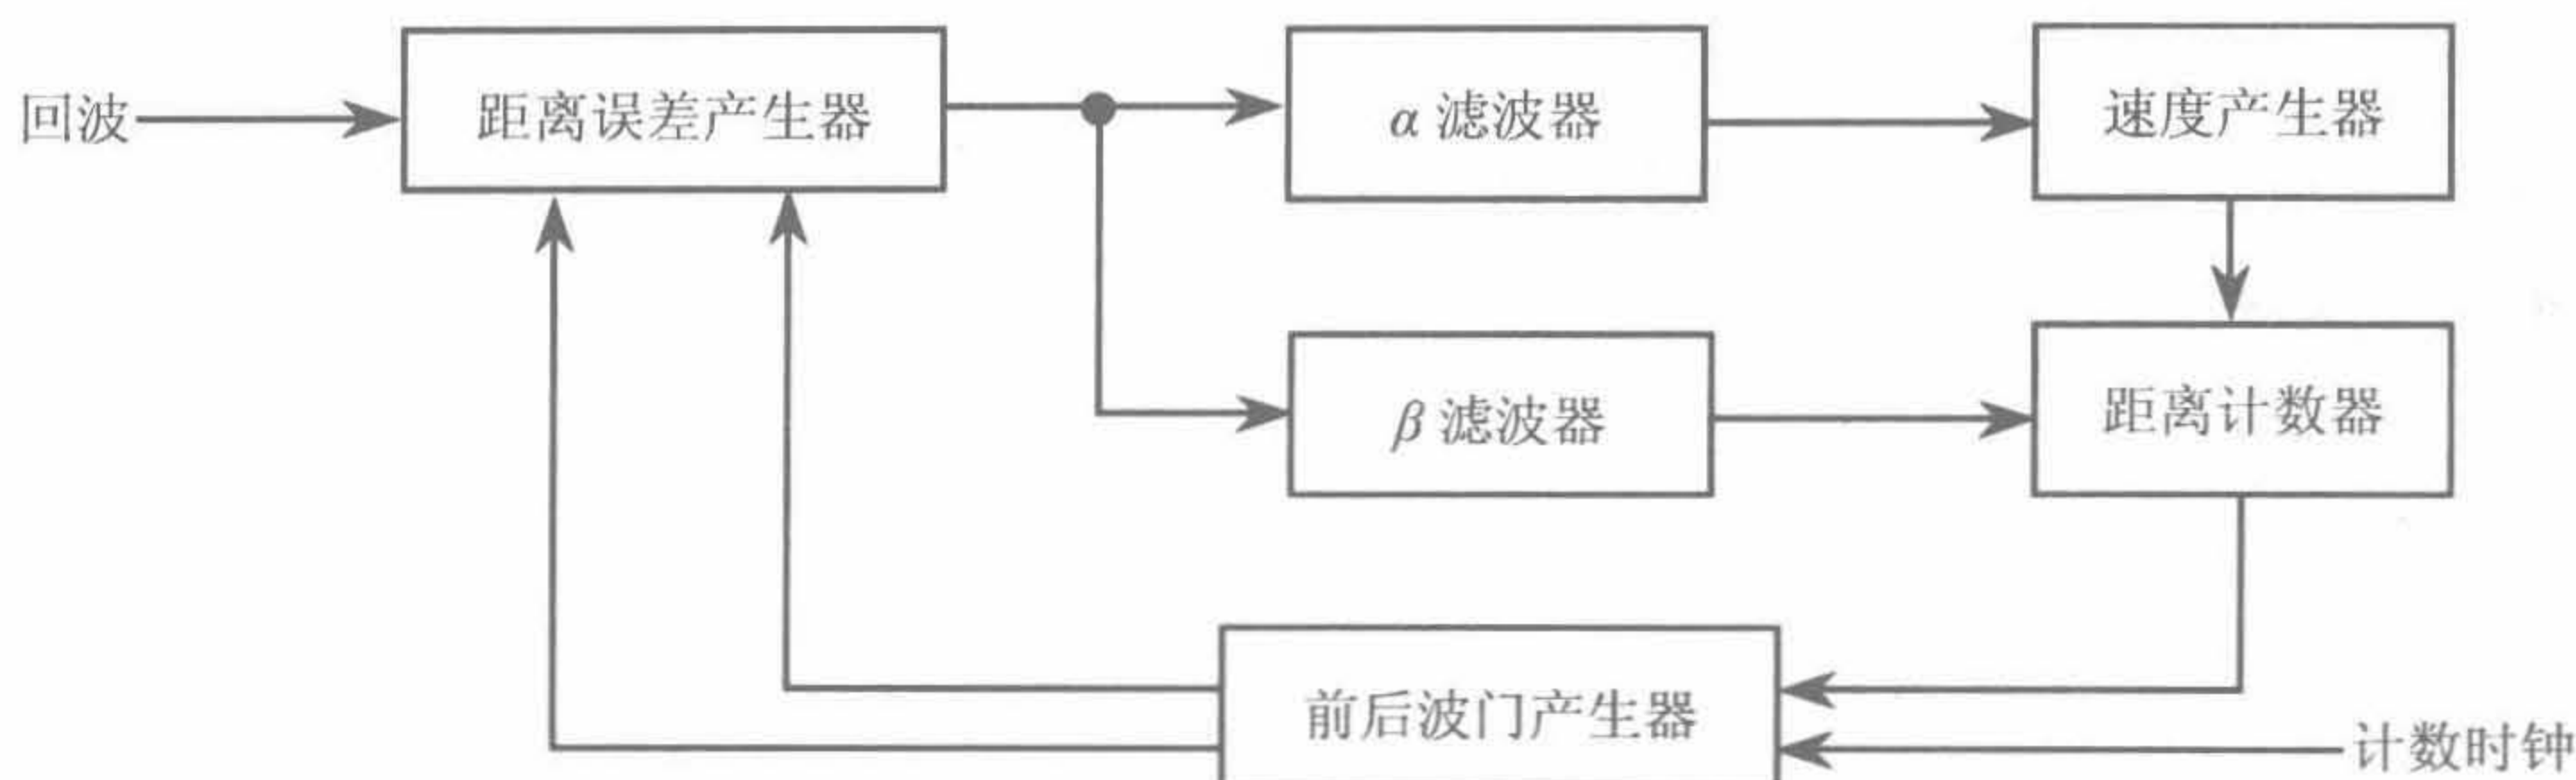 回波
距离误差产生器
α 滤波器
速度产生器
β 滤波器
距离计数器
前后波门产生器
计数时钟